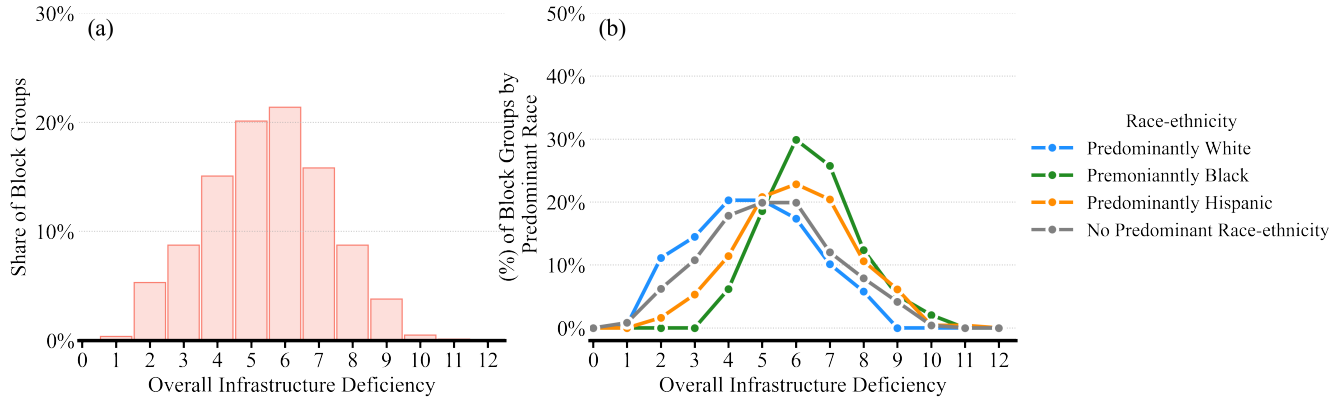 (a)
Share of Block Groups
30%
20%
10%
0%
0 1 2 3 4 5 6 7 8 9 10 11 12
Overall Infrastructure Deficiency
(b)
(%) of Block Groups by
Predominant Race
50%
40%
30%
20%
10%
0%
0 1 2 3 4 5 6 7 8 9 10 11 12
Overall Infrastructure Deficiency
Race-ethnicity
Predominantly White
Premonianntly Black
Predominantly Hispanic
No Predominant Race-ethnicity